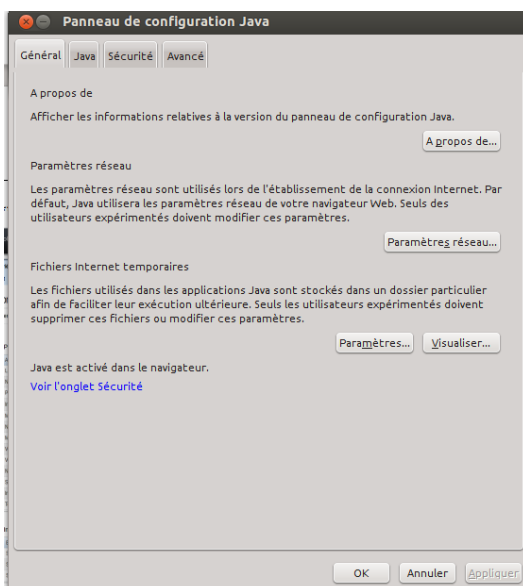 Panneau de configuration Java
Général Java Sécurité Avancé
A propos de
Afficher les informations relatives à la version du panneau de configuration Java.
A propos de...
Paramètres réseau
Les paramètres réseau sont utilisés lors de l'établissement de la connexion Internet. Par
défaut, Java utilisera les paramètres réseau de votre navigateur Web. Seuls des
utilisateurs expérimentés doivent modifier ces paramètres.
Paramètres réseau...
Fichiers Internet temporaires
Les fichiers utilisés dans les applications Java sont stockés dans un dossier particulier
afin de faciliter leur exécution ultérieure. Seuls les utilisateurs expérimentés doivent
supprimer ces fichiers ou modifier ces paramètres.
Paramètres... Visualiser...
Java est activé dans le navigateur.
Voir l'onglet Sécurité
OK Annuler Appliquer